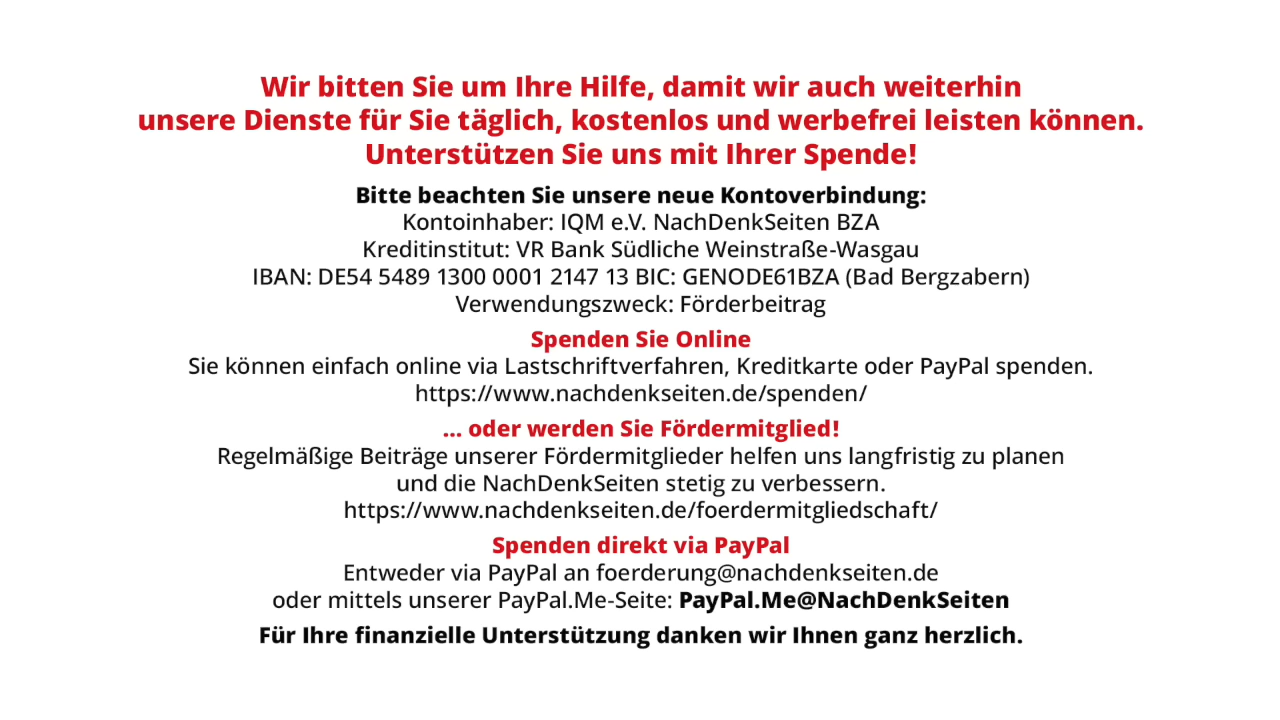 Wir bitten Sie um Ihre Hilfe, damit wir auch weiterhin
unsere Dienste für Sie täglich, kostenlos und werbefrei leisten können.
Unterstützen Sie uns mit Ihrer Spende!
Bitte beachten Sie unsere neue Kontoverbindung:
Kontoinhaber: IQM e.V. NachDenkSeiten BZA
Kreditinstitut: VR Bank Südliche Weinstraße-Wasgau
IBAN: DE54 5489 1300 0001 2147 13 BIC: GENODE61BZA (Bad Bergzabern)
Verwendungszweck: Förderbeitrag
Spenden Sie Online
Sie können einfach online via Lastschriftverfahren, Kreditkarte oder PayPal spenden.
https://www.nachdenkseiten.de/spenden/
... oder werden Sie Fördermitglied!
Regelmäßige Beiträge unserer Fördermitglieder helfen uns langfristig zu planen
und die NachDenkSeiten stetig zu verbessern.
https://www.nachdenkseiten.de/foerdermitgliedschaft/
Spenden direkt via PayPal
Entweder via PayPal an foerderung@nachdenkseiten.de
oder mittels unserer PayPal.Me-Seite: PayPal.Me@NachDenkSeiten
Für Ihre finanzielle Unterstützung danken wir Ihnen ganz herzlich.